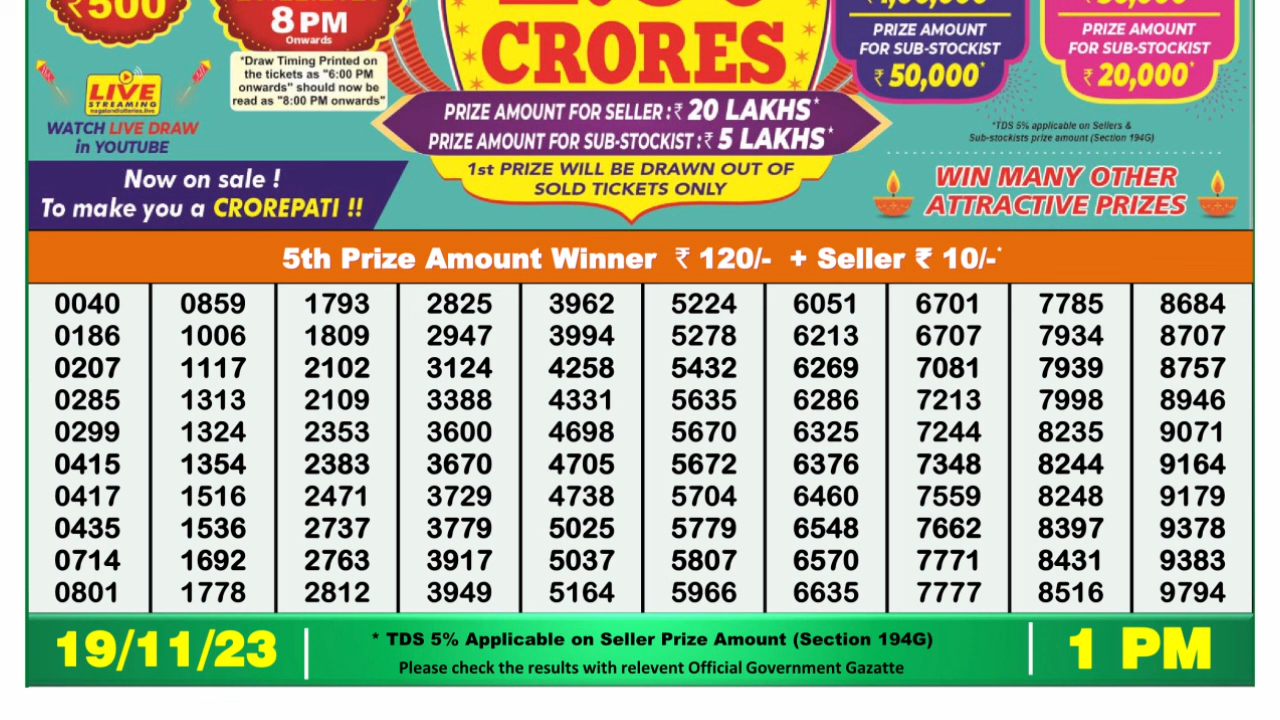 ₹500
8 PM
Onwards
*Draw Timing Printed on
the tickets as "6:00 PM
onwards" should now be
read as "8:00 PM onwards"
LIVE
STREAMING
nagalandlotteries.live
WATCH LIVE DRAW
in YOUTUBE
CRORES
PRIZE AMOUNT FOR SELLER :₹ 20 LAKHS*
PRIZE AMOUNT FOR SUB-STOCKIST :₹ 5 LAKHS*
1st PRIZE WILL BE DRAWN OUT OF
SOLD TICKETS ONLY
PRIZE AMOUNT
FOR SUB-STOCKIST
₹ 50,000*
PRIZE AMOUNT
FOR SUB-STOCKIST
₹ 20,000*
*TDS 5% applicable on Sellers &
Sub-stockists prize amount (Section 194G)
Now on sale !
To make you a CROREPATI !!
WIN MANY OTHER
ATTRACTIVE PRIZES
5th Prize Amount Winner ₹ 120/- + Seller ₹ 10/-*
0040 0859 1793 2825 3962 5224 6051 6701 7785 8684
0186 1006 1809 2947 3994 5278 6213 6707 7934 8707
0207 1117 2102 3124 4258 5432 6269 7081 7939 8757
0285 1313 2109 3388 4331 5635 6286 7213 7998 8946
0299 1324 2353 3600 4698 5670 6325 7244 8235 9071
0415 1354 2383 3670 4705 5672 6376 7348 8244 9164
0417 1516 2471 3729 4738 5704 6460 7559 8248 9179
0435 1536 2737 3779 5025 5779 6548 7662 8397 9378
0714 1692 2763 3917 5037 5807 6570 7771 8431 9383
0801 1778 2812 3949 5164 5966 6635 7777 8516 9794
19/11/23
* TDS 5% Applicable on Seller Prize Amount (Section 194G)
Please check the results with relevent Official Government Gazatte
1 PM